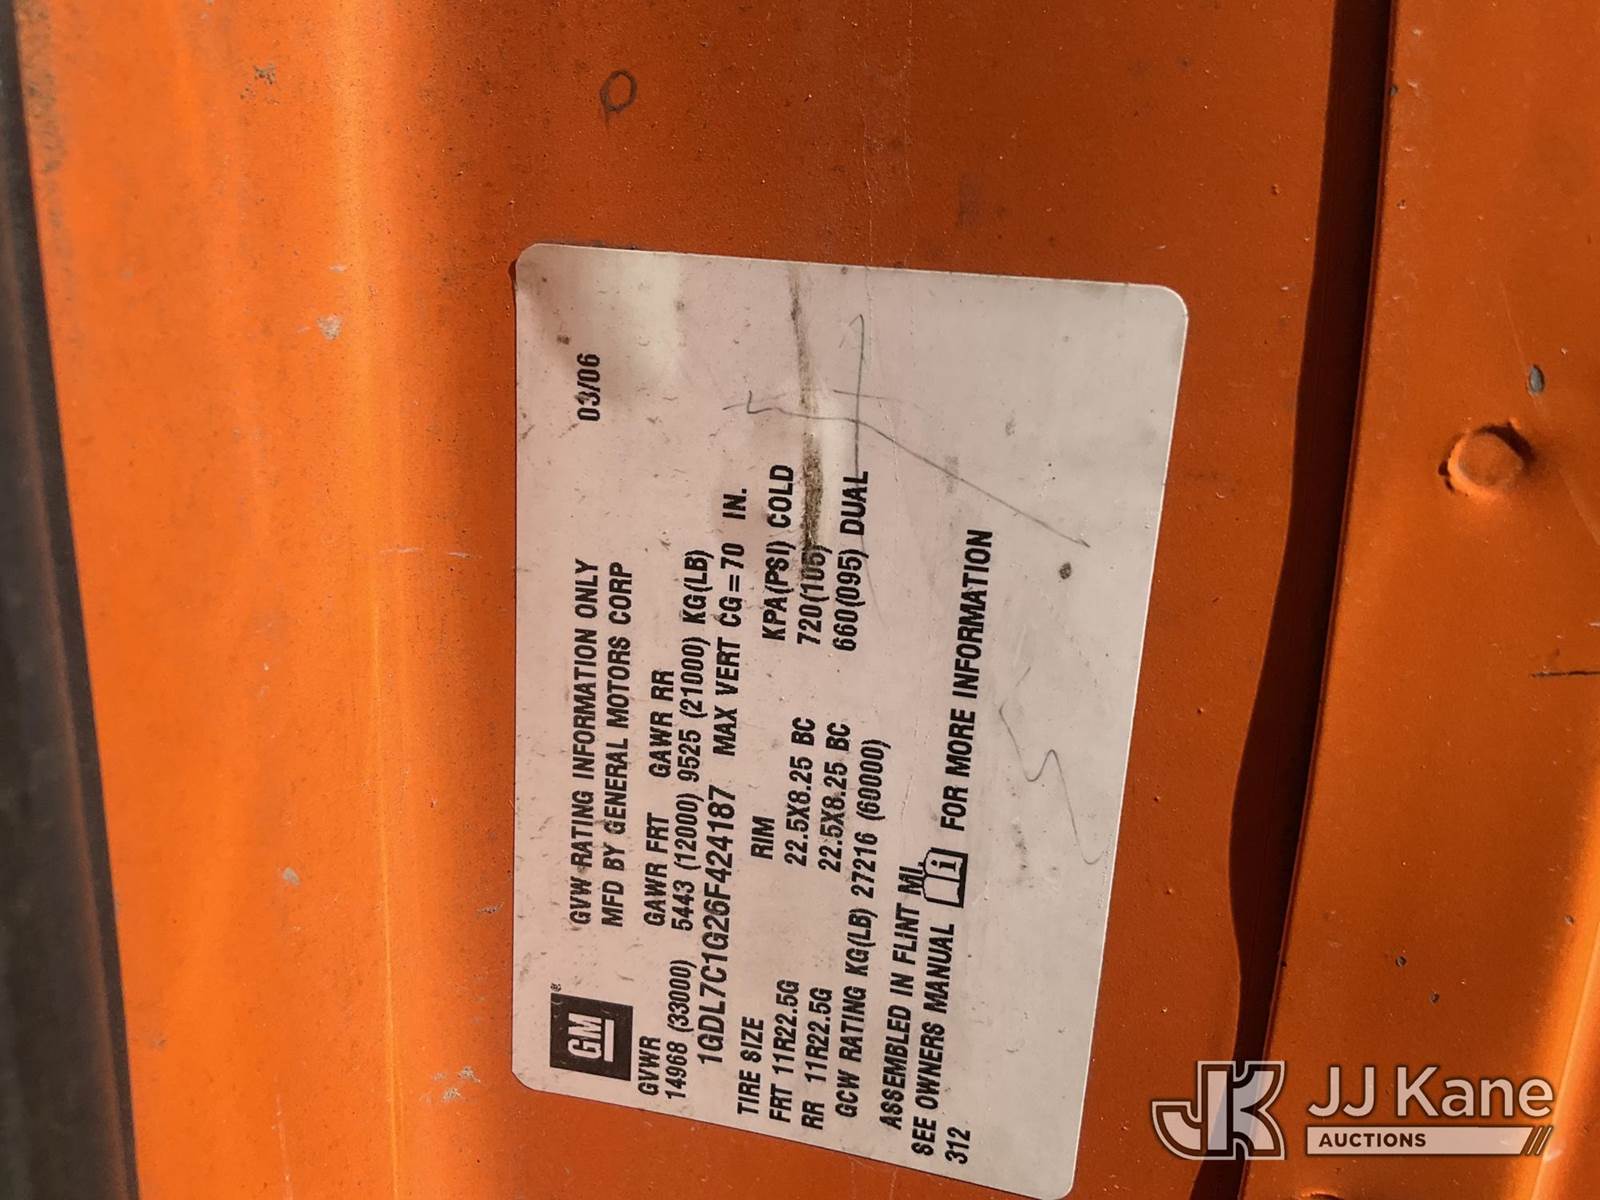 GM
GVW RATING INFORMATION ONLY 03/06
MFD BY GENERAL MOTORS CORP
GVWR GAWR FRT GAWR RR
14968 (33000) 5443 (12000) 9525 (21000) KG(LB)
1GDL7C1G26F424187 MAX VERT CG=70 IN.
TIRE SIZE RIM KPA(PSI) COLD
FRT 11R22.5G 22.5X8.25 BC 720(105)
RR 11R22.5G 22.5X8.25 BC 660(095) DUAL
GCW RATING KG(LB) 27216 (60000)
ASSEMBLED IN FLINT MI.
SEE OWNERS MANUAL i FOR MORE INFORMATION
312
JK JJ Kane
AUCTIONS